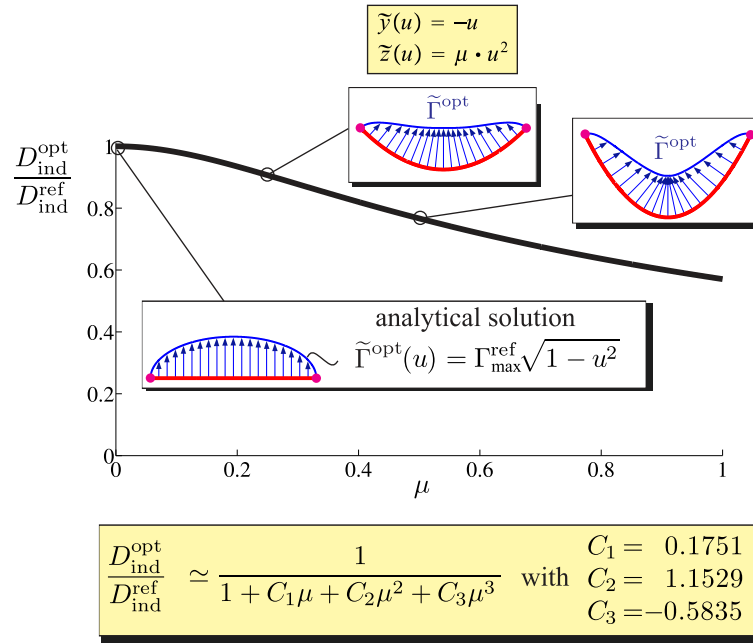 ỹ(u) = –u
z̃(u) = μ • u²
Γ̃^opt
Γ̃^opt
D_ind^opt / D_ind^ref
1
0.8
0.6
0.4
0.2
0
analytical solution
Γ̃^opt(u) = Γ_max^ref √(1 − u²)
0 0.2 0.4 0.6 0.8 1
μ
D_ind^opt / D_ind^ref ≃ 1 / (1 + C₁μ + C₂μ² + C₃μ³) with
C₁ = 0.1751
C₂ = 1.1529
C₃ = −0.5835